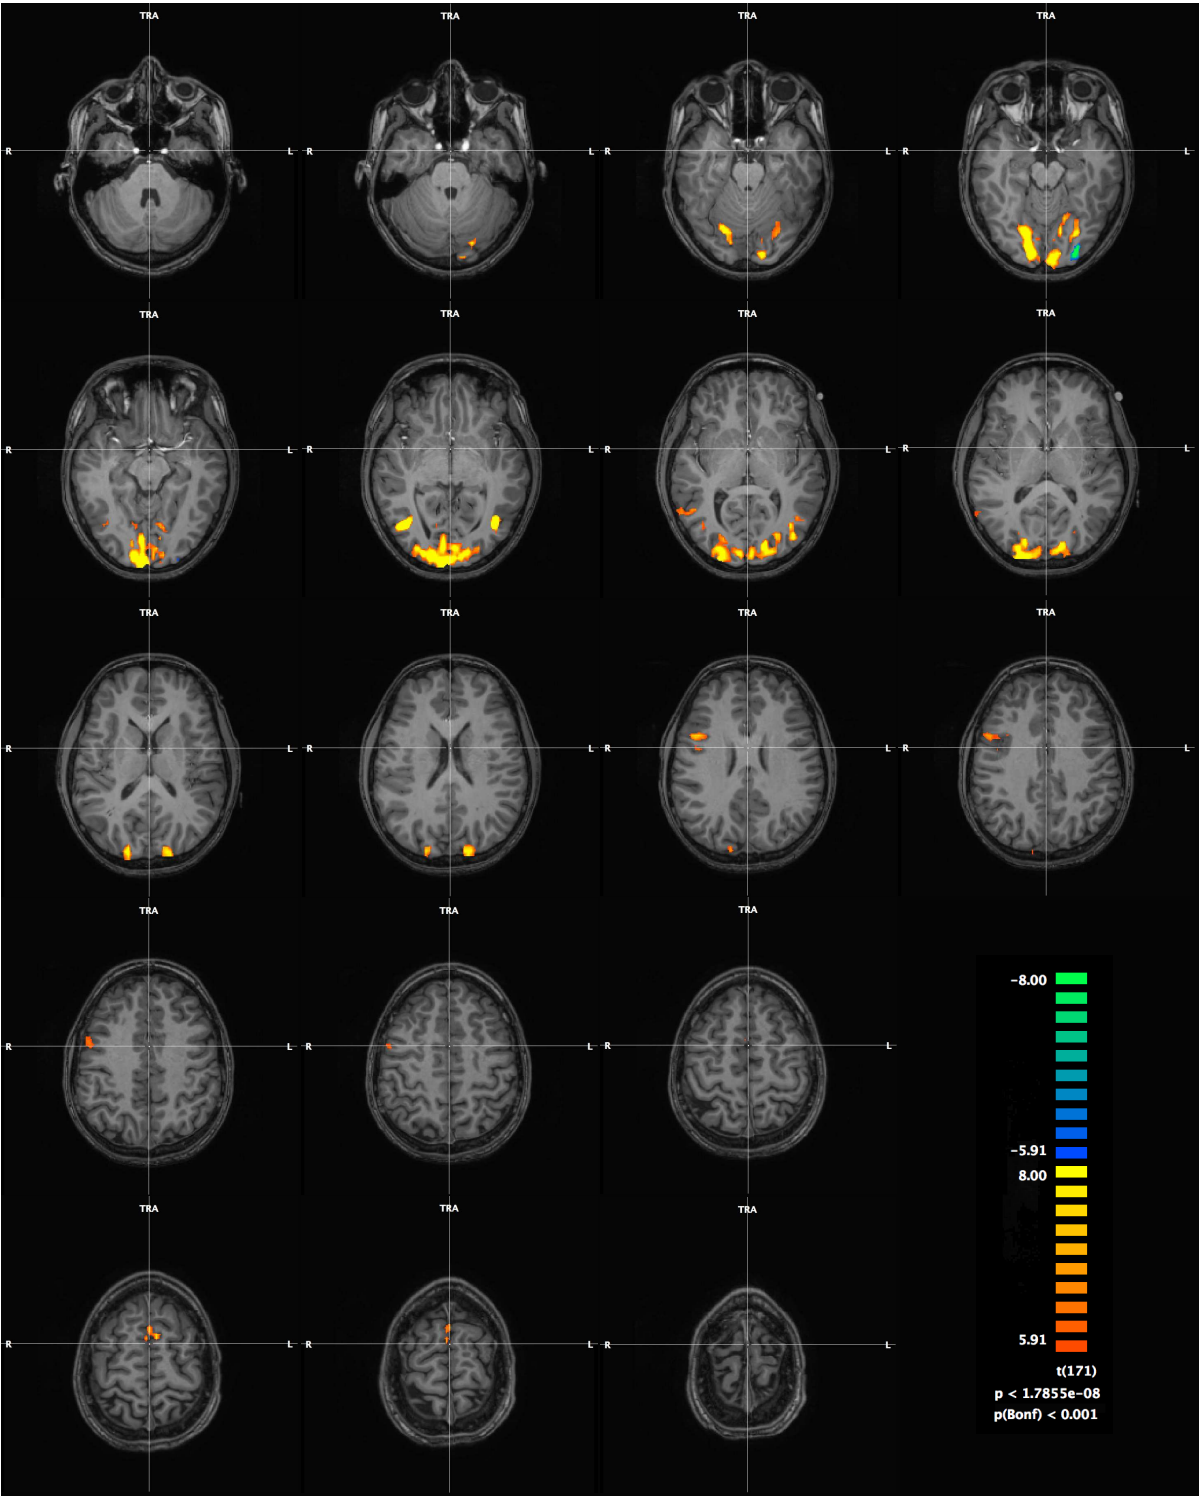 TRA TRA TRA TRA
R L R L R L R L
TRA TRA TRA TRA
R L R L R L R L
TRA TRA TRA TRA
R L R L R L R L
TRA TRA TRA
R L R L R L
−8.00
−5.91
8.00
TRA TRA TRA
R L R L R L
5.91
t(171)
p < 1.7855e−08
p(Bonf) < 0.001